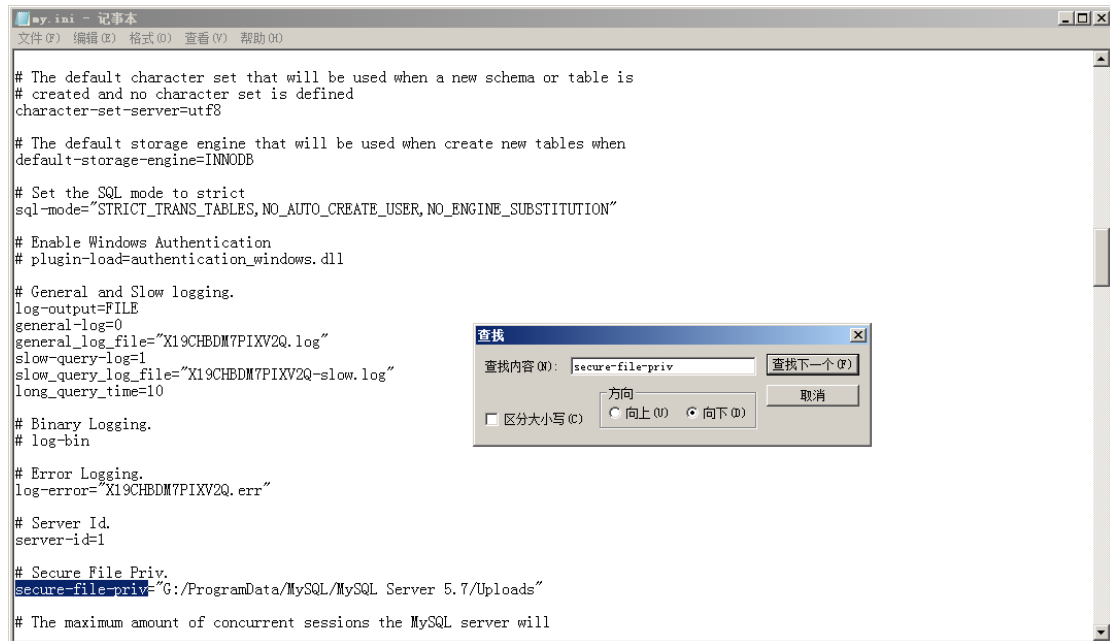 my.ini - 记事本
文件(F) 编辑(E) 格式(O) 查看(V) 帮助(H)
# The default character set that will be used when a new schema or table is
# created and no character set is defined
character-set-server=utf8
# The default storage engine that will be used when create new tables when
default-storage-engine=INNODB
# Set the SQL mode to strict
sql-mode="STRICT_TRANS_TABLES,NO_AUTO_CREATE_USER,NO_ENGINE_SUBSTITUTION"
# Enable Windows Authentication
# plugin-load=authentication_windows.dll
# General and Slow logging.
log-output=FILE
general-log=0
general_log_file="X19CHBDM7PIXV2Q.log"
slow-query-log=1
slow_query_log_file="X19CHBDM7PIXV2Q-slow.log"
long_query_time=10
# Binary Logging.
# log-bin
# Error Logging.
log-error="X19CHBDM7PIXV2Q.err"
# Server Id.
server-id=1
# Secure File Priv.
secure-file-priv="G:/ProgramData/MySQL/MySQL Server 5.7/Uploads"
# The maximum amount of concurrent sessions the MySQL server will
查找
查找内容(N): secure-file-priv 查找下一个(F)
方向 取消
区分大小写(C) 向上(U) 向下(D)